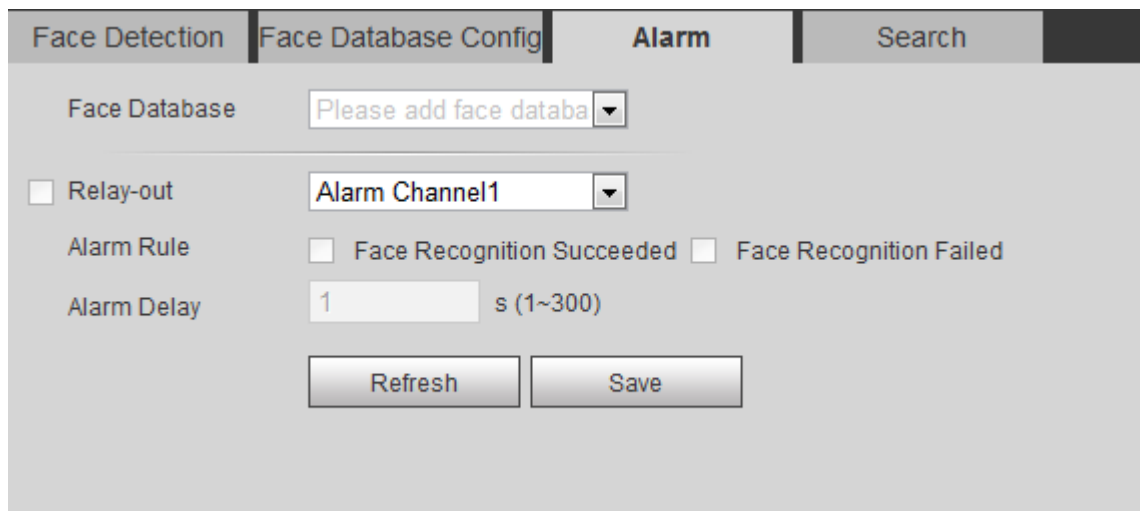 Face Detection Face Database Config Alarm Search
Face Database Please add face databa
Relay-out Alarm Channel1
Alarm Rule Face Recognition Succeeded Face Recognition Failed
Alarm Delay 1 s (1~300)
Refresh Save